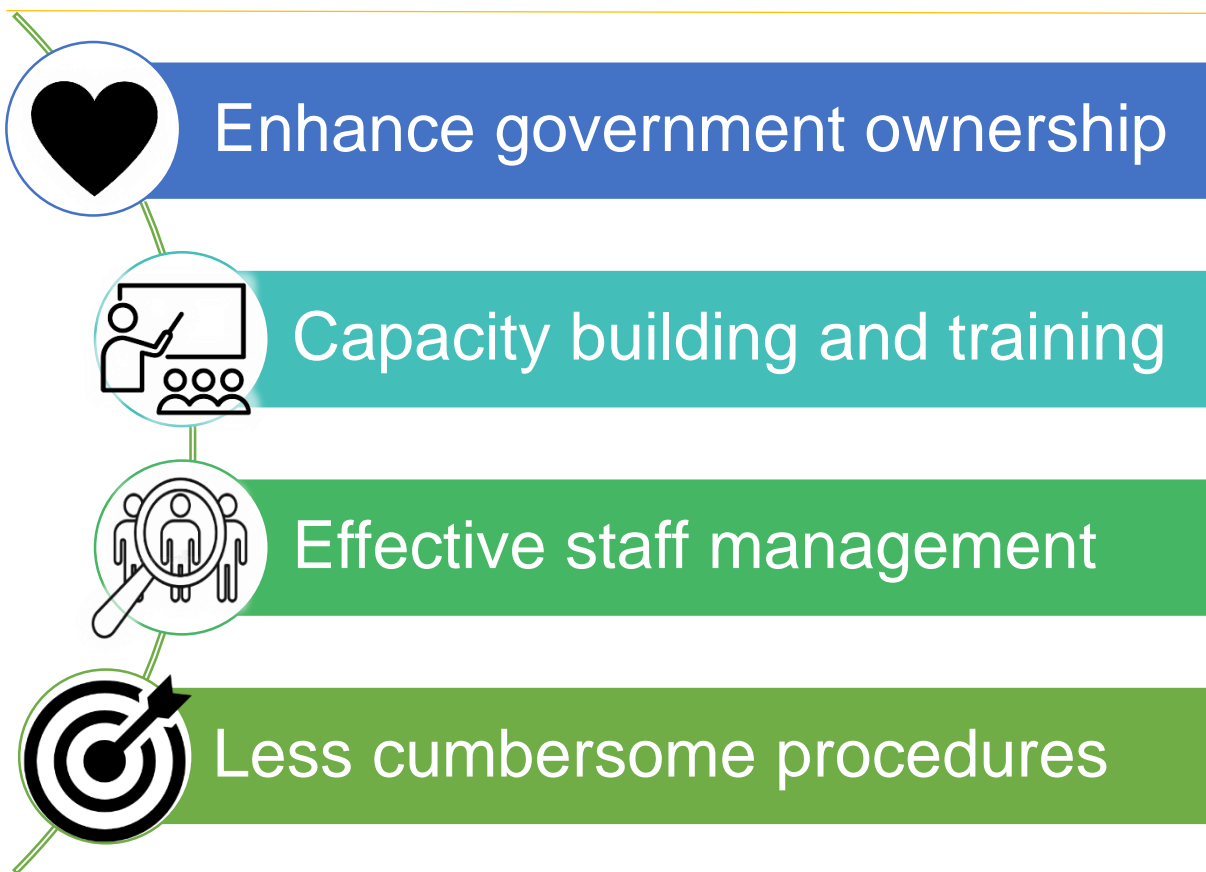 Enhance government ownership
Capacity building and training
Effective staff management
Less cumbersome procedures